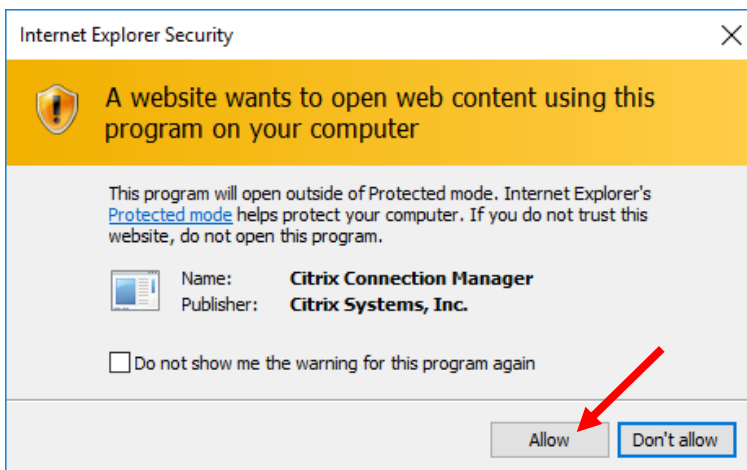 Internet Explorer Security
A website wants to open web content using this
program on your computer
This program will open outside of Protected mode. Internet Explorer's
Protected mode helps protect your computer. If you do not trust this
website, do not open this program.
Name: Citrix Connection Manager
Publisher: Citrix Systems, Inc.
Do not show me the warning for this program again
Allow Don't allow